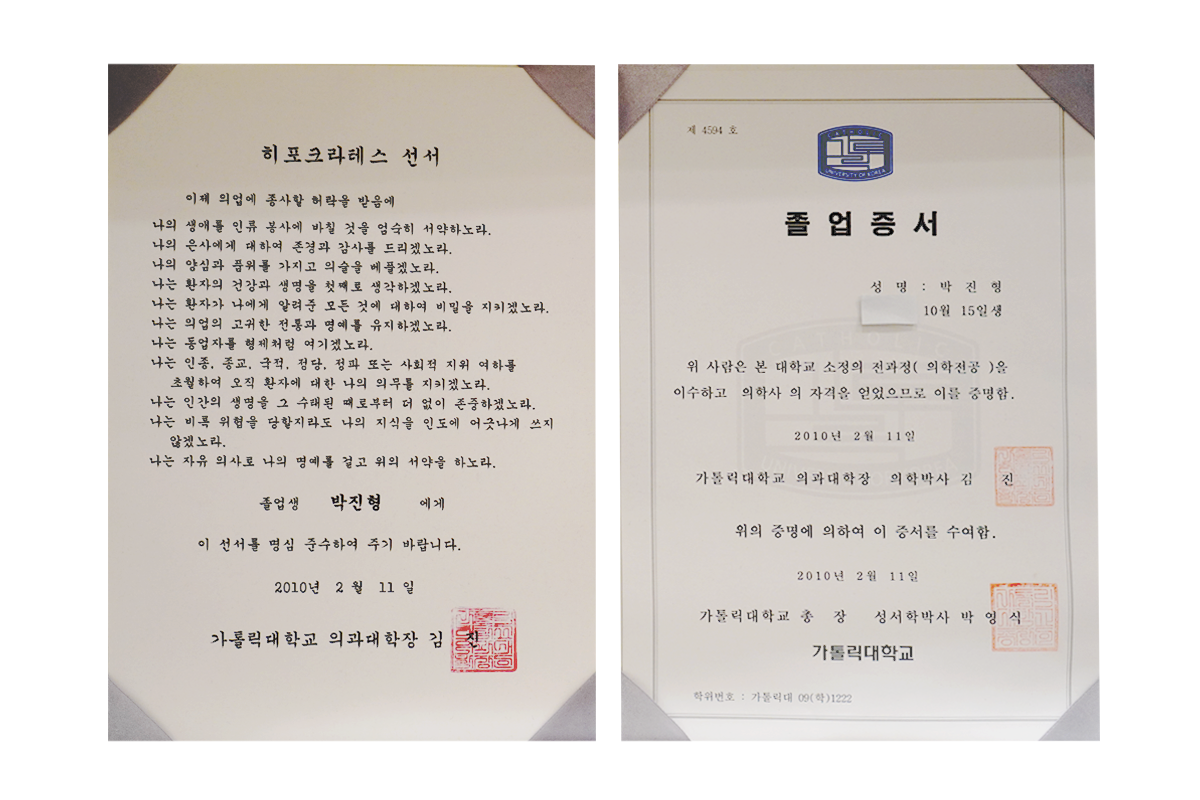 히포크라테스 선서
이제 의업에 종사할 허락을 받음에
나의 생애를 인류 봉사에 바칠 것을 엄숙히 서약하노라.
나의 은사에게 대하여 존경과 감사를 드리겠노라.
나의 양심과 품위를 가지고 의술을 베풀겠노라.
나는 환자의 건강과 생명을 첫째로 생각하겠노라.
나는 환자가 나에게 알려준 모든 것에 대하여 비밀을 지키겠노라.
나는 의업의 고귀한 전통과 명예를 유지하겠노라.
나는 동업자를 형제처럼 여기겠노라.
나는 인종, 종교, 국적, 정당, 정파 또는 사회적 지위 여하를
초월하여 오직 환자에 대한 나의 의무를 지키겠노라.
나는 인간의 생명을 그 수태된 때로부터 더 없이 존중하겠노라.
나는 비록 위협을 당할지라도 나의 지식을 인도에 어긋나게 쓰지
않겠노라.
나는 자유 의사로 나의 명예를 걸고 위의 서약을 하노라.
졸업생 박진형 에게
이 선서를 명심 준수하여 주기 바랍니다.
2010년 2 월 11 일
가톨릭대학교 의과대학장 김 진
제 4594 호
CATHOLIC
UNIVERSITY OF KOREA
졸 업 증 서
성 명 : 박 진 형
10월 15일생
위 사람은 본 대학교 소정의 전과정( 의학전공 )을
이수하고 의학사 의 자격을 얻었으므로 이를 증명함.
2010년 2월 11일
가톨릭대학교 의과대학장 의학박사 김 진
위의 증명에 의하여 이 증서를 수여함.
2010년 2월 11일
가톨릭대학교 총 장 성서학박사 박 영 식
가톨릭대학교
학위번호 : 가톨릭대 09(학)1222